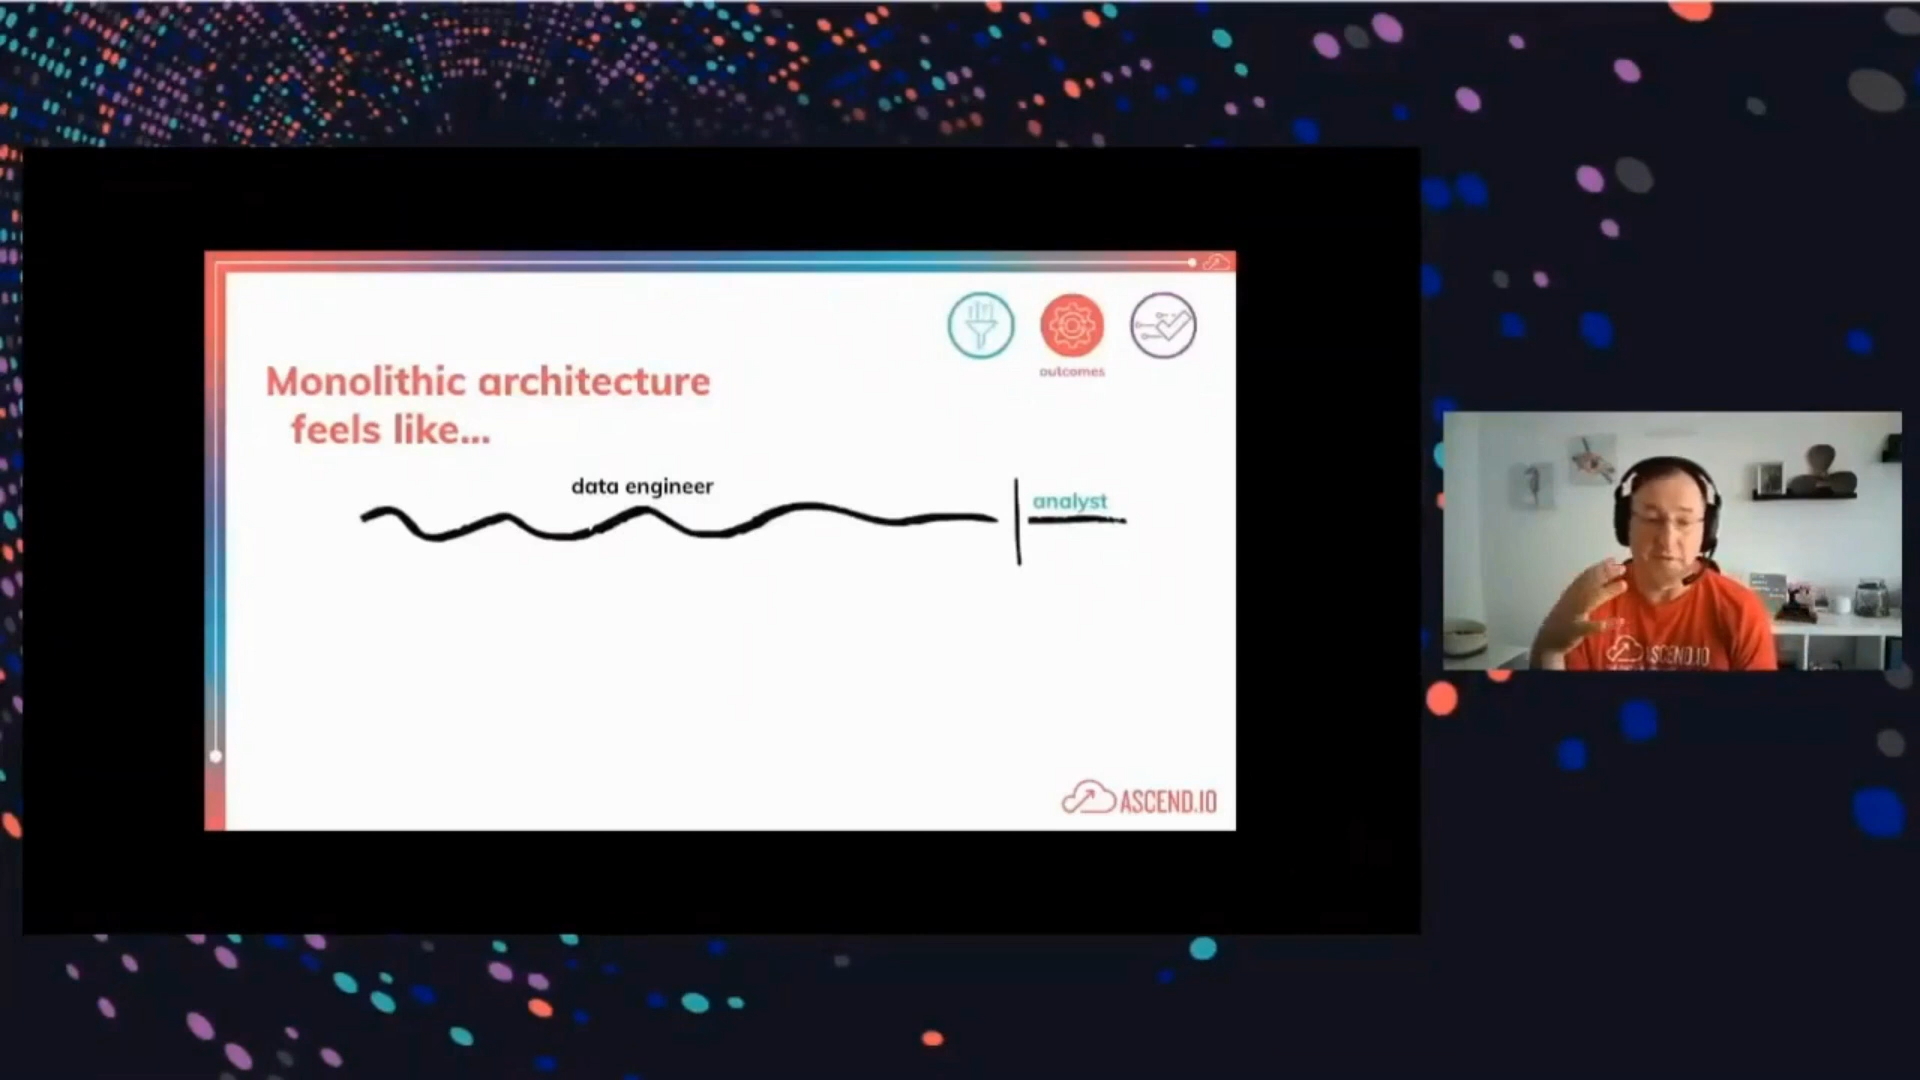 outcomes
Monolithic architecture
feels like...
data engineer
analyst
ASCEND.IO
ASCEND.IO